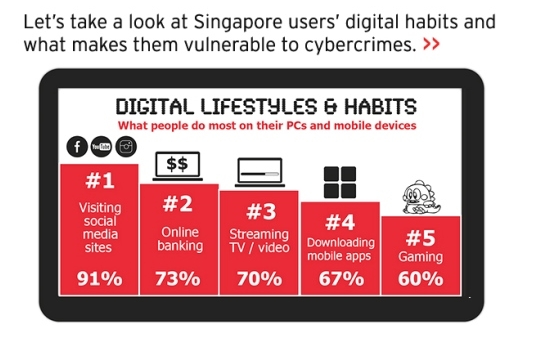 Let's take a look at Singapore users' digital habits and
what makes them vulnerable to cybercrimes. >>
DIGITAL LIFESTYLES & HABITS
What people do most on their PCs and mobile devices
f
YouTube
#1
Visiting
social
media
sites
91%
$$
#2
Online
banking
73%
#3
Streaming
TV / video
70%
#4
Downloading
mobile apps
67%
#5
Gaming
60%